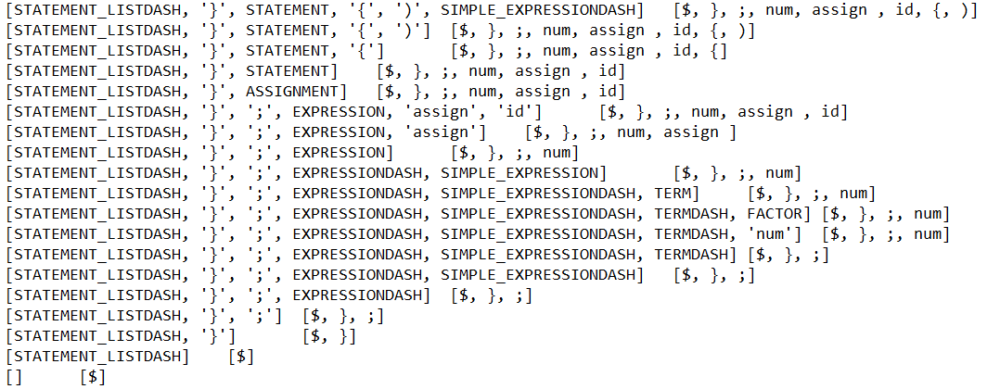 [STATEMENT_LISTDASH, '}', STATEMENT, '{', ')', SIMPLE_EXPRESSIONDASH] [$, }, ;, num, assign , id, {, )]
[STATEMENT_LISTDASH, '}', STATEMENT, '{', ')'] [$, }, ;, num, assign , id, {, )]
[STATEMENT_LISTDASH, '}', STATEMENT, '{'] [$, }, ;, num, assign , id, {]
[STATEMENT_LISTDASH, '}', STATEMENT] [$, }, ;, num, assign , id]
[STATEMENT_LISTDASH, '}', ASSIGNMENT] [$, }, ;, num, assign , id]
[STATEMENT_LISTDASH, '}', ';', EXPRESSION, 'assign', 'id'] [$, }, ;, num, assign , id]
[STATEMENT_LISTDASH, '}', ';', EXPRESSION, 'assign'] [$, }, ;, num, assign ]
[STATEMENT_LISTDASH, '}', ';', EXPRESSION] [$, }, ;, num]
[STATEMENT_LISTDASH, '}', ';', EXPRESSIONDASH, SIMPLE_EXPRESSION] [$, }, ;, num]
[STATEMENT_LISTDASH, '}', ';', EXPRESSIONDASH, SIMPLE_EXPRESSIONDASH, TERM] [$, }, ;, num]
[STATEMENT_LISTDASH, '}', ';', EXPRESSIONDASH, SIMPLE_EXPRESSIONDASH, TERMDASH, FACTOR] [$, }, ;, num]
[STATEMENT_LISTDASH, '}', ';', EXPRESSIONDASH, SIMPLE_EXPRESSIONDASH, TERMDASH, 'num'] [$, }, ;, num]
[STATEMENT_LISTDASH, '}', ';', EXPRESSIONDASH, SIMPLE_EXPRESSIONDASH, TERMDASH] [$, }, ;]
[STATEMENT_LISTDASH, '}', ';', EXPRESSIONDASH, SIMPLE_EXPRESSIONDASH] [$, }, ;]
[STATEMENT_LISTDASH, '}', ';', EXPRESSIONDASH] [$, }, ;]
[STATEMENT_LISTDASH, '}', ';'] [$, }, ;]
[STATEMENT_LISTDASH, '}'] [$, }]
[STATEMENT_LISTDASH] [$]
[] [$]